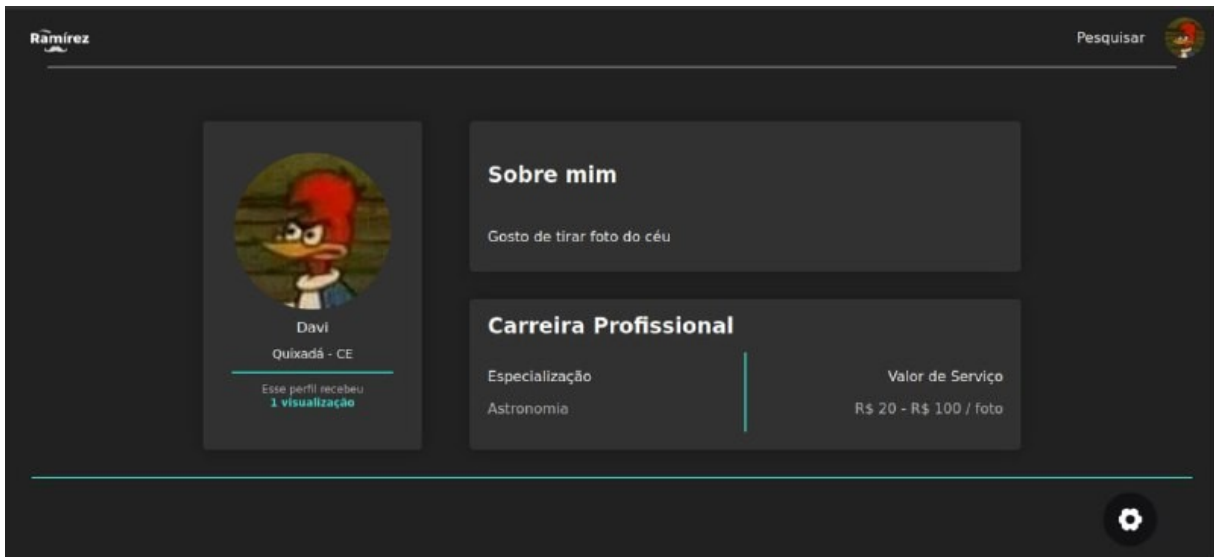 Ramírez
Pesquisar
Davi
Quixadá - CE
Esse perfil recebeu
1 visualização
Sobre mim
Gosto de tirar foto do céu
Carreira Profissional
Especialização
Valor de Serviço
Astronomia
R$ 20 - R$ 100 / foto